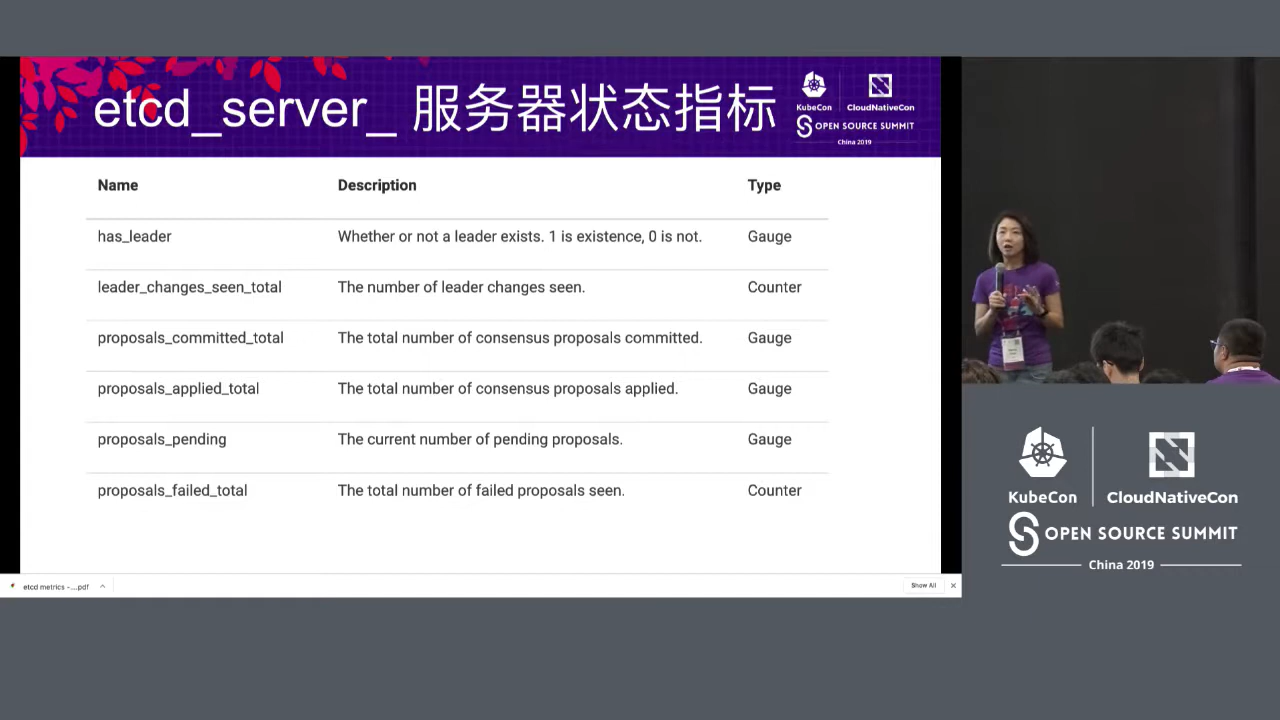 etcd_server_ 服务器状态指标
KubeCon
CloudNativeCon
OPEN SOURCE SUMMIT
China 2019
Name Description Type
has_leader Whether or not a leader exists. 1 is existence, 0 is not. Gauge
leader_changes_seen_total The number of leader changes seen. Counter
proposals_committed_total The total number of consensus proposals committed. Gauge
proposals_applied_total The total number of consensus proposals applied. Gauge
proposals_pending The current number of pending proposals. Gauge
proposals_failed_total The total number of failed proposals seen. Counter
etcd metrics -....pdf
Show All
KubeCon
CloudNativeCon
OPEN SOURCE SUMMIT
China 2019